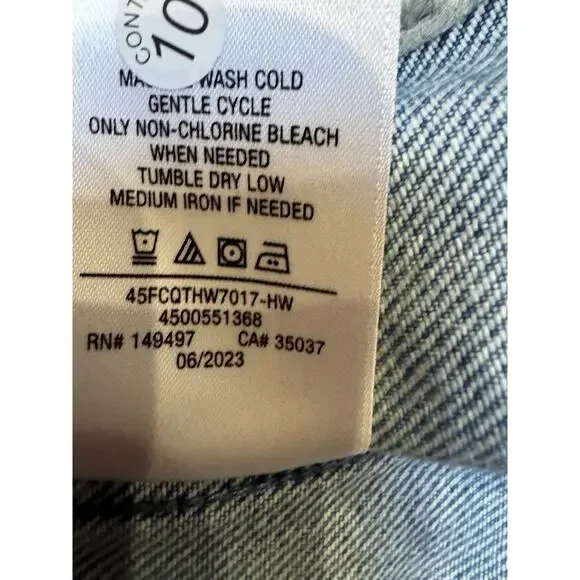 CONT
10
WASH COLD
GENTLE CYCLE
ONLY NON-CHLORINE BLEACH
WHEN NEEDED
TUMBLE DRY LOW
MEDIUM IRON IF NEEDED
45FCQTHW7017-HW
4500551368
RN# 149497 CA# 35037
06/2023